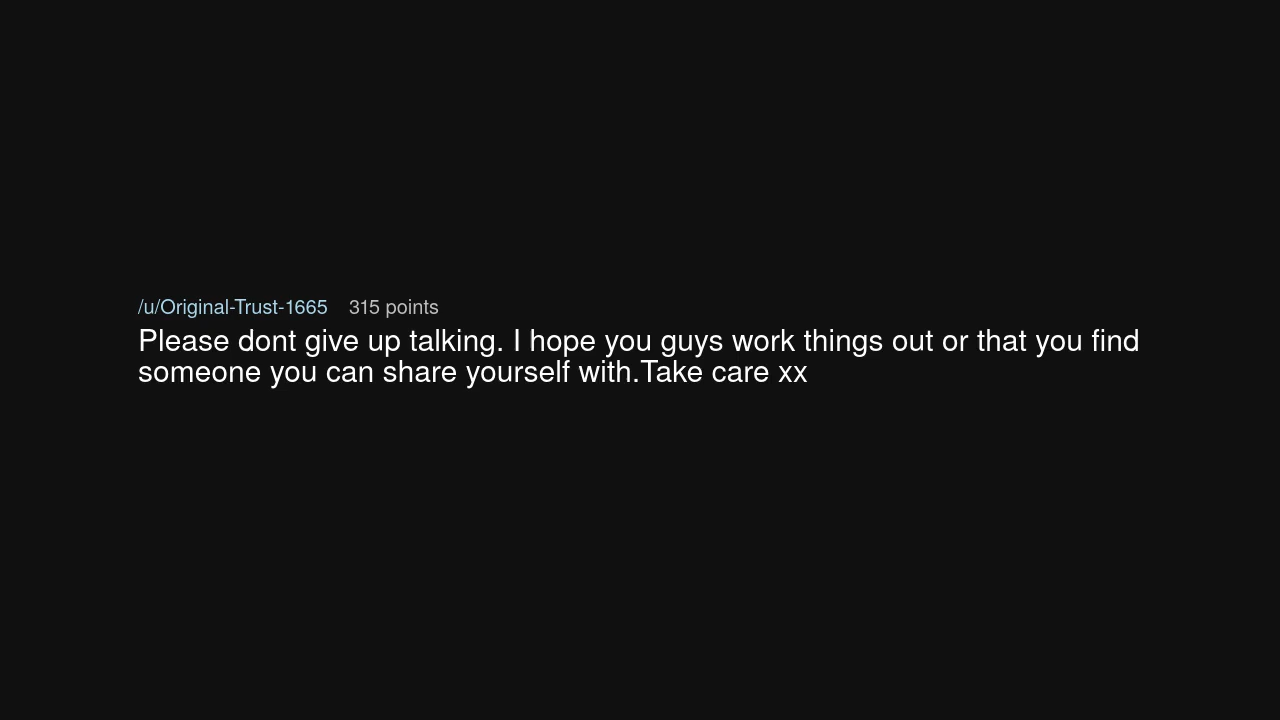 /u/Original-Trust-1665 315 points
Please dont give up talking. I hope you guys work things out or that you find
someone you can share yourself with.Take care xx